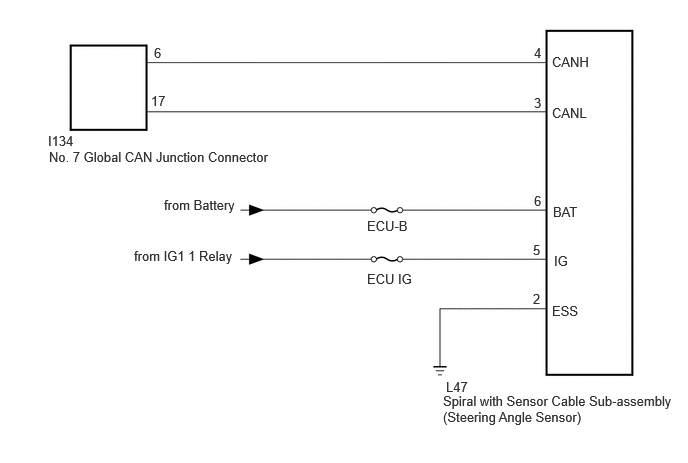 6
4
CANH
17
3
CANL
I134
No. 7 Global CAN Junction Connector
from Battery
6
BAT
ECU-B
from IG1 1 Relay
5
IG
ECU IG
2
ESS
L47
Spiral with Sensor Cable Sub-assembly
(Steering Angle Sensor)